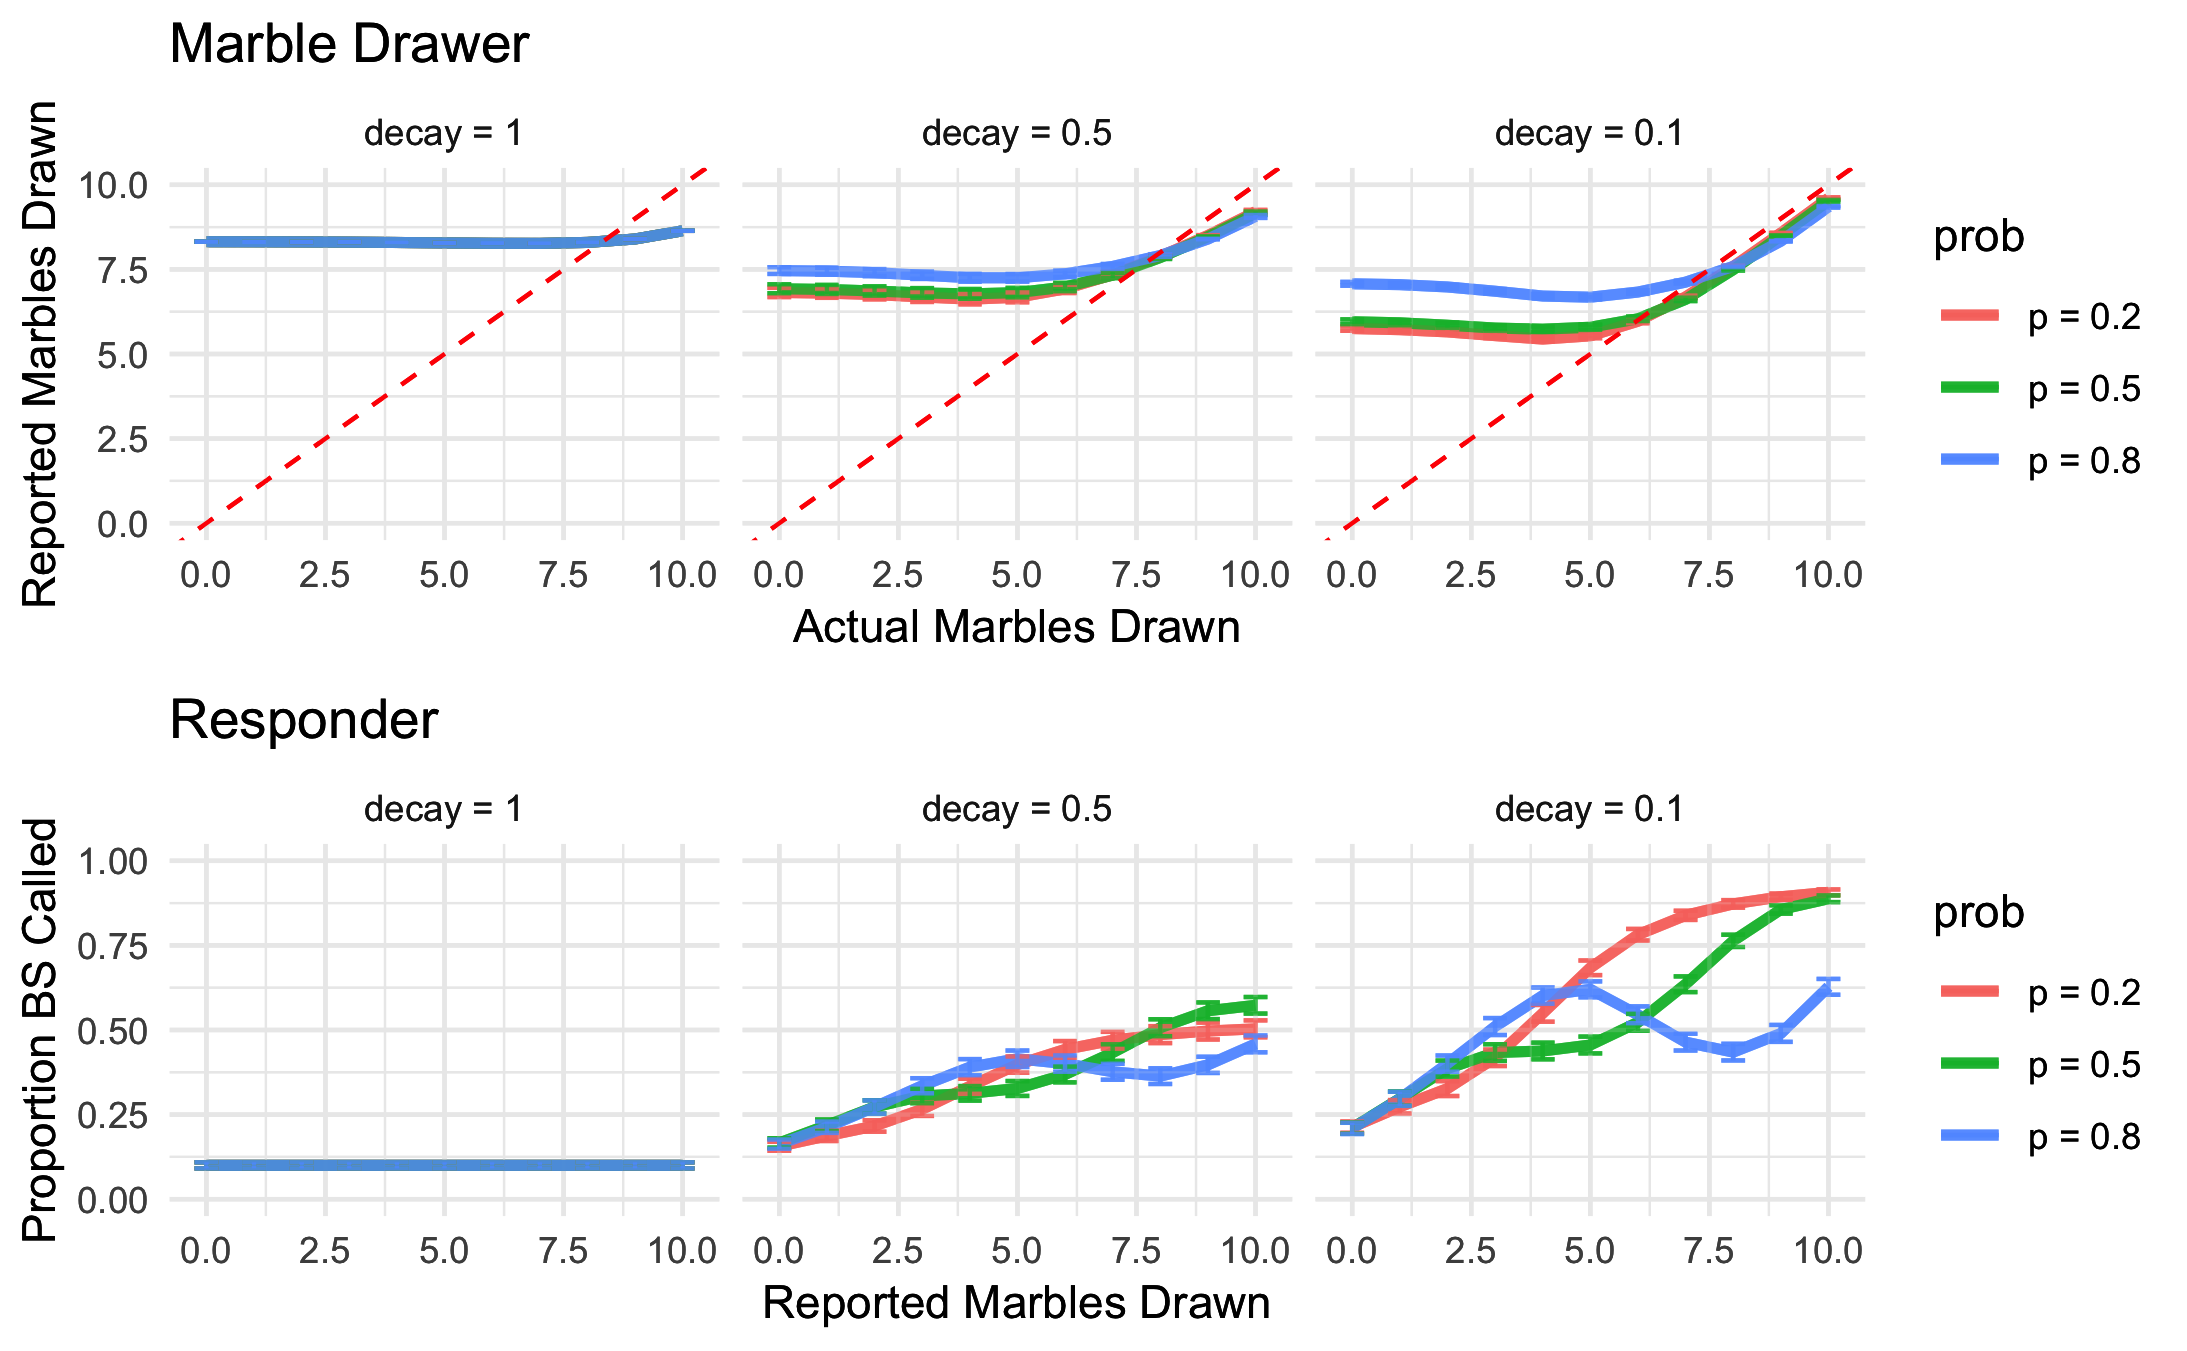 Marble Drawer
decay = 1
decay = 0.5
decay = 0.1
Reported Marbles Drawn
10.0
7.5
5.0
2.5
0.0
0.0 2.5 5.0 7.5 10.0
0.0 2.5 5.0 7.5 10.0
0.0 2.5 5.0 7.5 10.0
Actual Marbles Drawn
prob
p = 0.2
p = 0.5
p = 0.8
Responder
decay = 1
decay = 0.5
decay = 0.1
Proportion BS Called
1.00
0.75
0.50
0.25
0.00
0.0 2.5 5.0 7.5 10.0
0.0 2.5 5.0 7.5 10.0
0.0 2.5 5.0 7.5 10.0
Reported Marbles Drawn
prob
p = 0.2
p = 0.5
p = 0.8